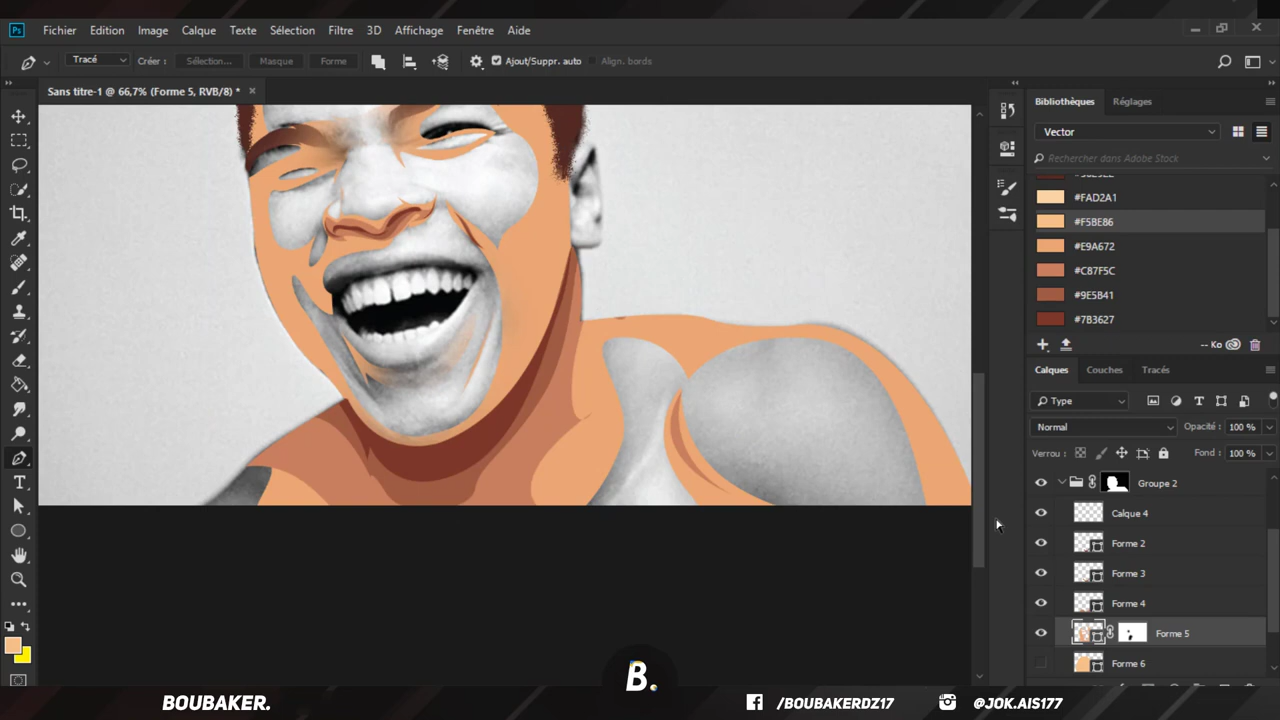 Ps Fichier Edition Image Calque Texte Sélection Filtre 3D Affichage Fenêtre Aide
Tracé Créer : Sélection... Masque Forme Ajout/Suppr. auto Align. bords
Sans titre-1 @ 66,7% (Forme 5, RVB/8) *
Bibliothèques Réglages
Vector
Rechercher dans Adobe Stock
#FAD2A1
#F5BE86
#E9A672
#C87F5C
#9E5B41
#7B3627
-- Ko
Calques Couches Tracés
Type
Normal Opacité : 100 %
Verrou : Fond : 100 %
Groupe 2
Calque 4
Forme 2
Forme 3
Forme 4
Forme 5
Forme 6
B.
BOUBAKER. /BOUBAKERDZ17 @JOK.AIS177